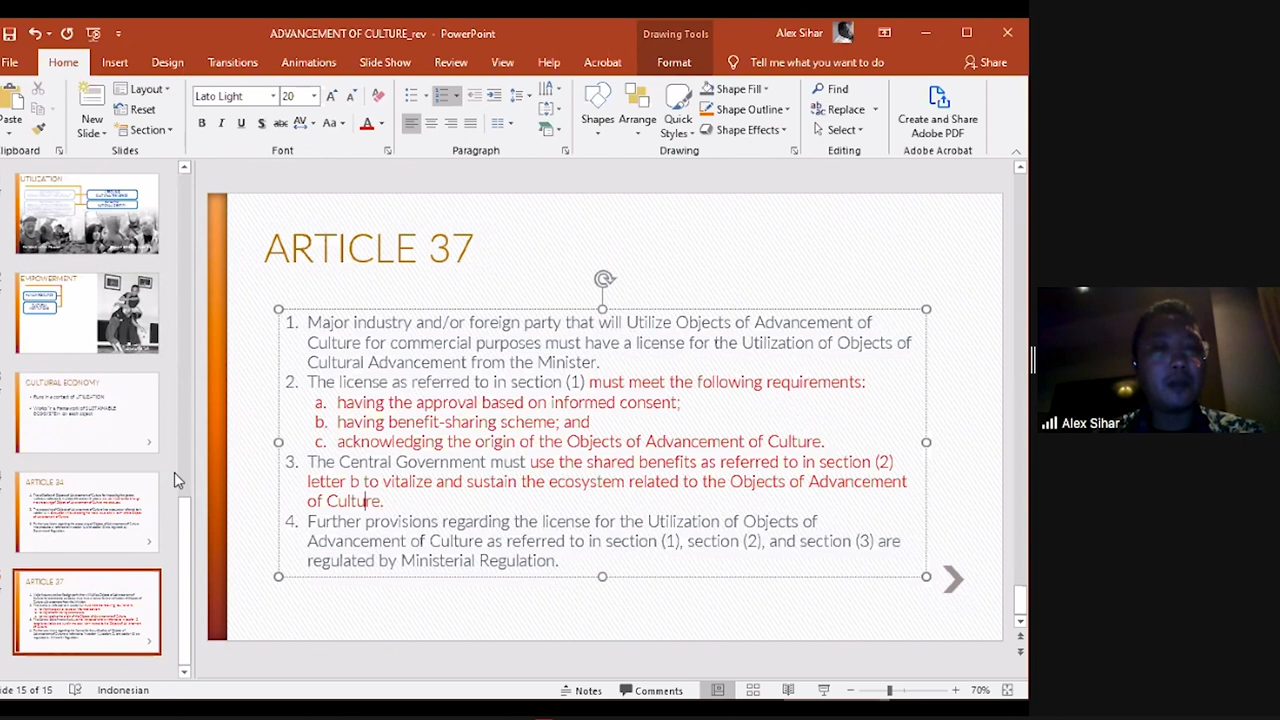 ADVANCEMENT OF CULTURE_rev - PowerPoint
Drawing Tools
Alex Sihar
File
Home
Insert
Design
Transitions
Animations
Slide Show
Review
View
Help
Acrobat
Format
Tell me what you want to do
Share
Paste
New
Slide
Layout
Reset
Section
Lato Light
20
B I U S abc AV Aa A
Shapes
Arrange
Quick
Styles
Shape Fill
Shape Outline
Shape Effects
Find
Replace
Select
Create and Share
Adobe PDF
lipboard
Slides
Font
Paragraph
Drawing
Editing
Adobe Acrobat
UTILIZATION
EMPOWERMENT
CULTURAL ECONOMY
ARTICLE 34
ARTICLE 37
ARTICLE 37
1. Major industry and/or foreign party that will Utilize Objects of Advancement of
Culture for commercial purposes must have a license for the Utilization of Objects of
Cultural Advancement from the Minister.
2. The license as referred to in section (1) must meet the following requirements:
a. having the approval based on informed consent;
b. having benefit-sharing scheme; and
c. acknowledging the origin of the Objects of Advancement of Culture.
3. The Central Government must use the shared benefits as referred to in section (2)
letter b to vitalize and sustain the ecosystem related to the Objects of Advancement
of Culture.
4. Further provisions regarding the license for the Utilization of Objects of
Advancement of Culture as referred to in section (1), section (2), and section (3) are
regulated by Ministerial Regulation.
Alex Sihar
ide 15 of 15
Indonesian
Notes
Comments
70%